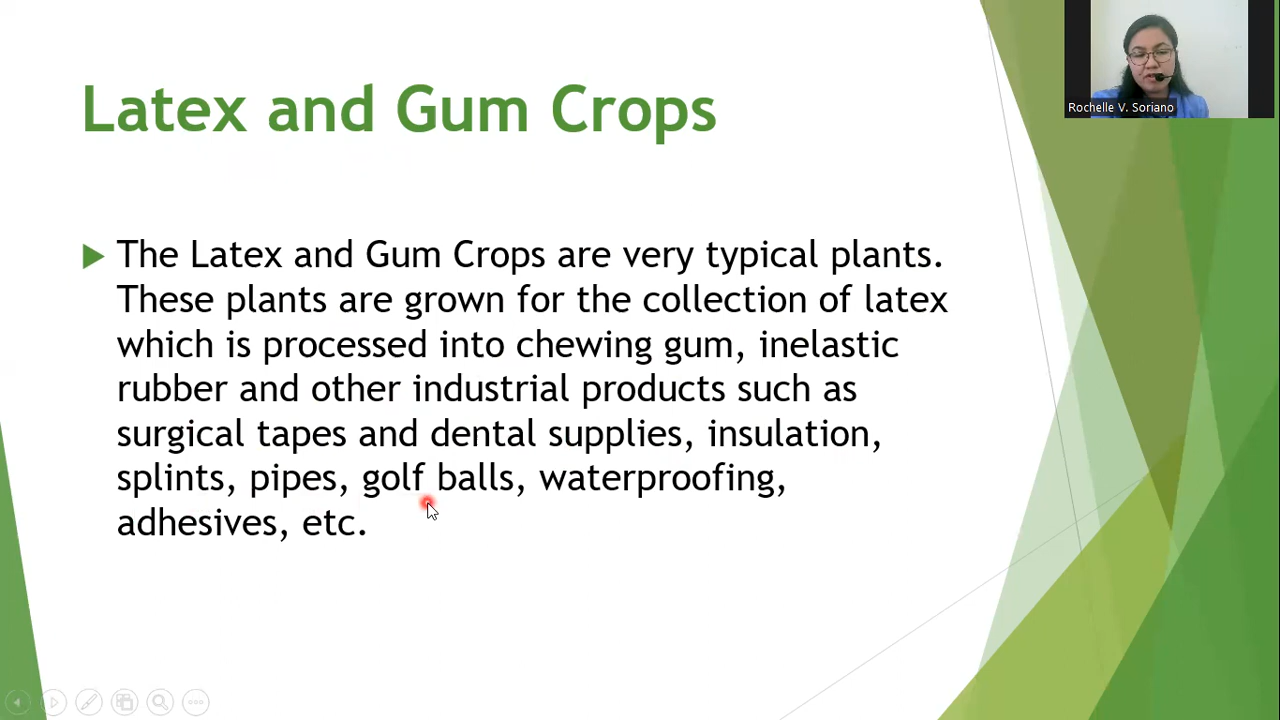 Rochelle V. Soriano
Latex and Gum Crops
The Latex and Gum Crops are very typical plants.
These plants are grown for the collection of latex
which is processed into chewing gum, inelastic
rubber and other industrial products such as
surgical tapes and dental supplies, insulation,
splints, pipes, golf balls, waterproofing,
adhesives, etc.